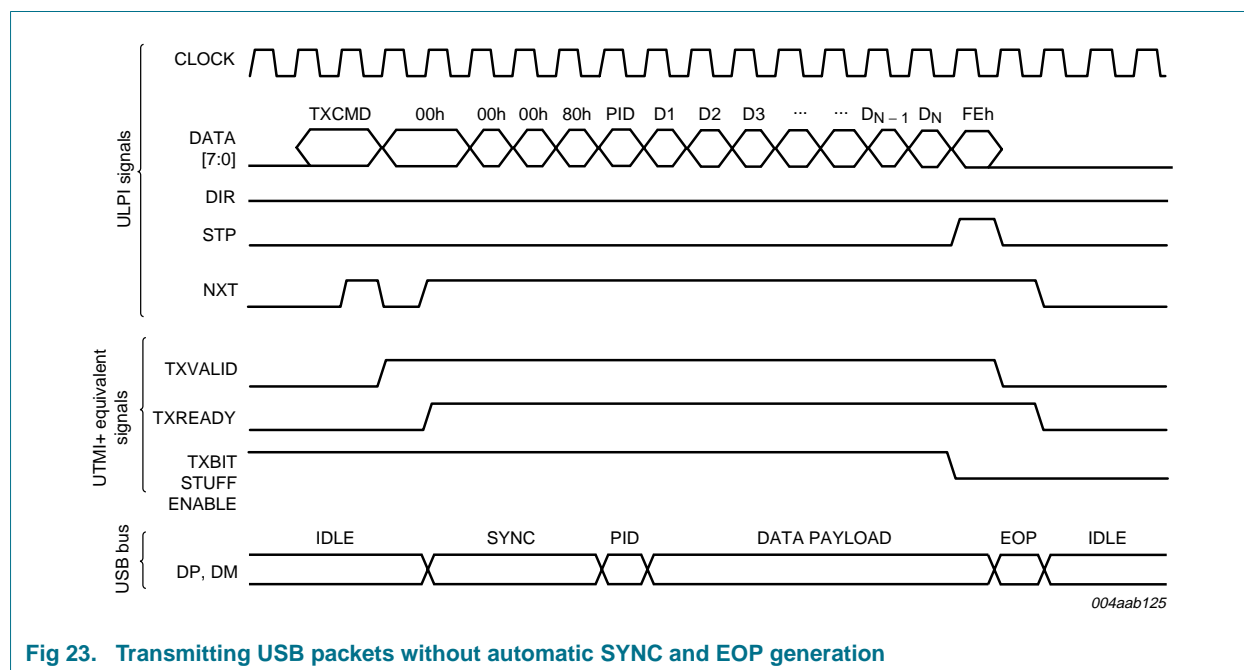 ULPI signals
CLOCK
TXCMD 00h 00h 00h 80h PID D1 D2 D3 ... ... DN – 1 DN FEh
DATA
[7:0]
DIR
STP
NXT
UTMI+ equivalent
signals
TXVALID
TXREADY
TXBIT
STUFF
ENABLE
USB bus
IDLE SYNC PID DATA PAYLOAD EOP IDLE
DP, DM
004aab125
Fig 23. Transmitting USB packets without automatic SYNC and EOP generation